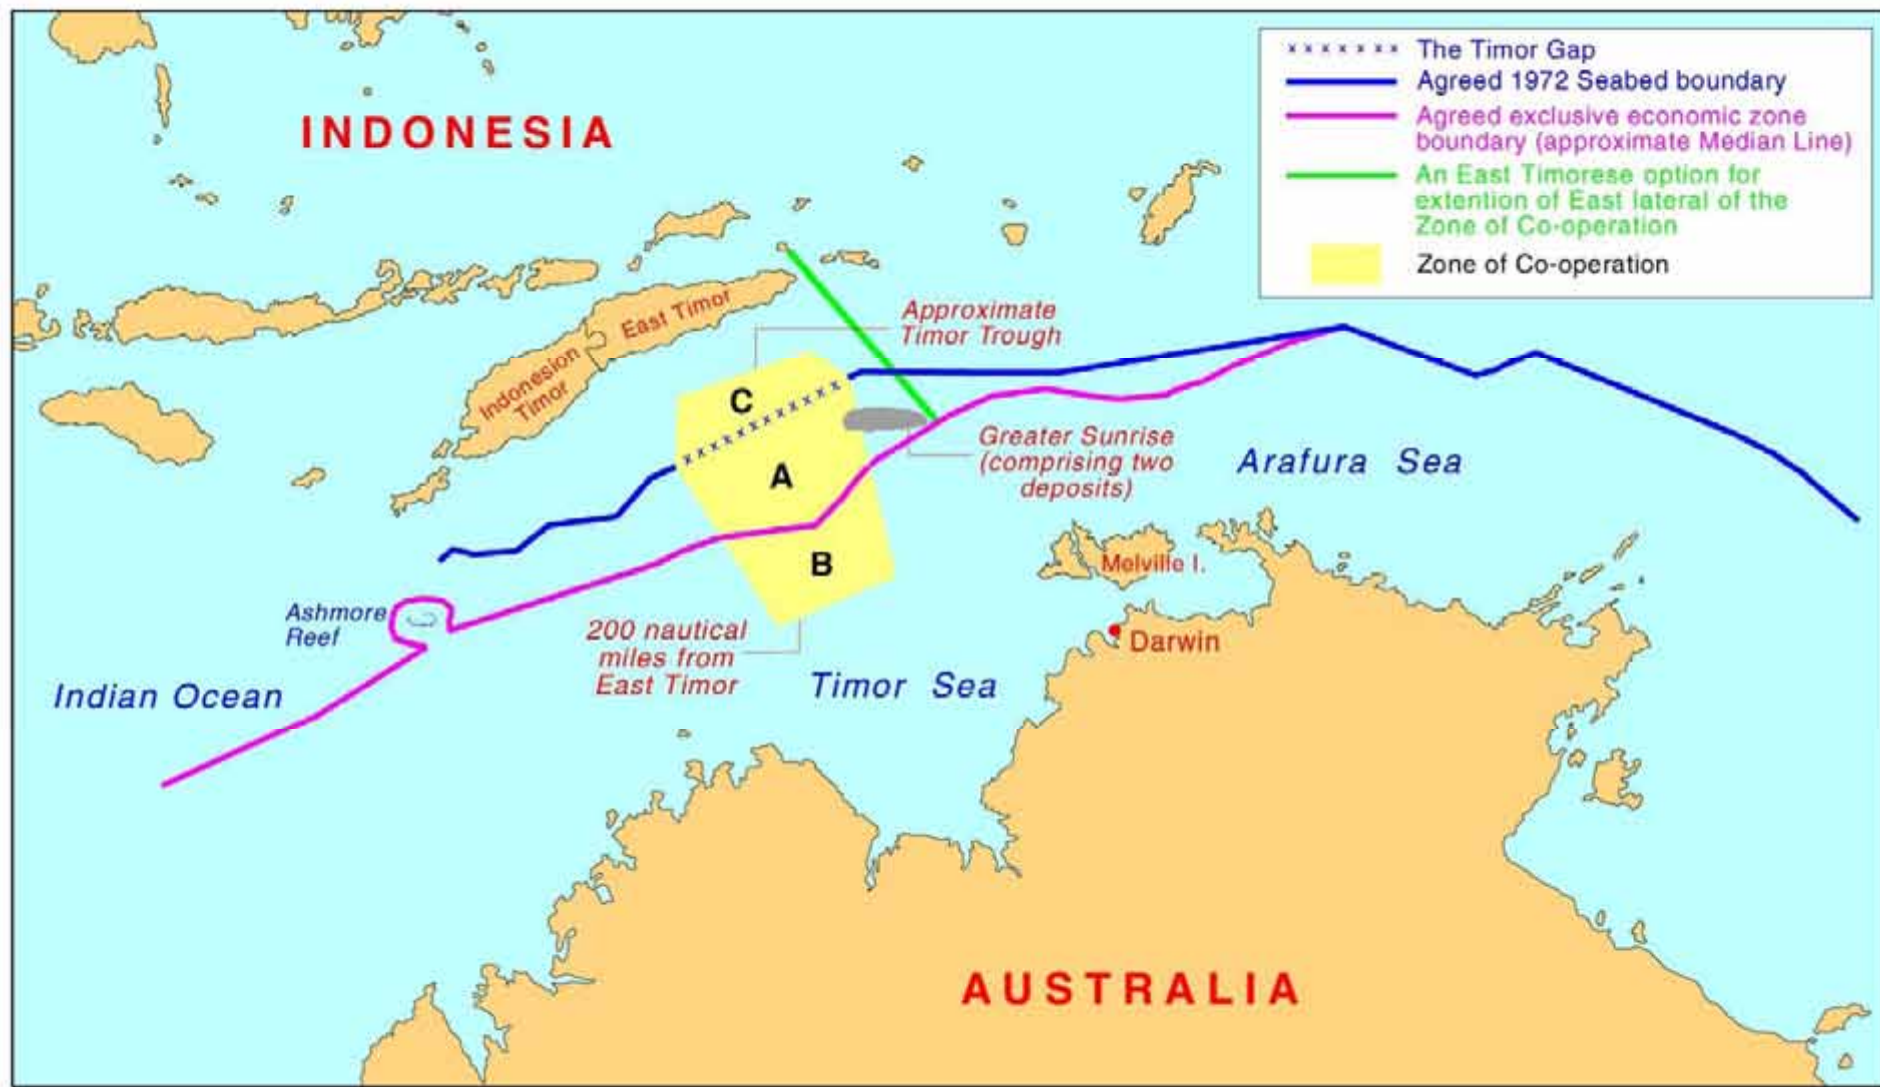 The Timor Gap
Agreed 1972 Seabed boundary
Agreed exclusive economic zone
boundary (approximate Median Line)
An East Timorese option for
extention of East lateral of the
Zone of Co-operation
Zone of Co-operation
INDONESIA
East Timor
Indonesion
Timor
Approximate
Timor Trough
C
A
B
Greater Sunrise
(comprising two
deposits)
Arafura Sea
Melville I.
Darwin
Ashmore
Reef
200 nautical
miles from
East Timor
Indian Ocean
Timor Sea
AUSTRALIA